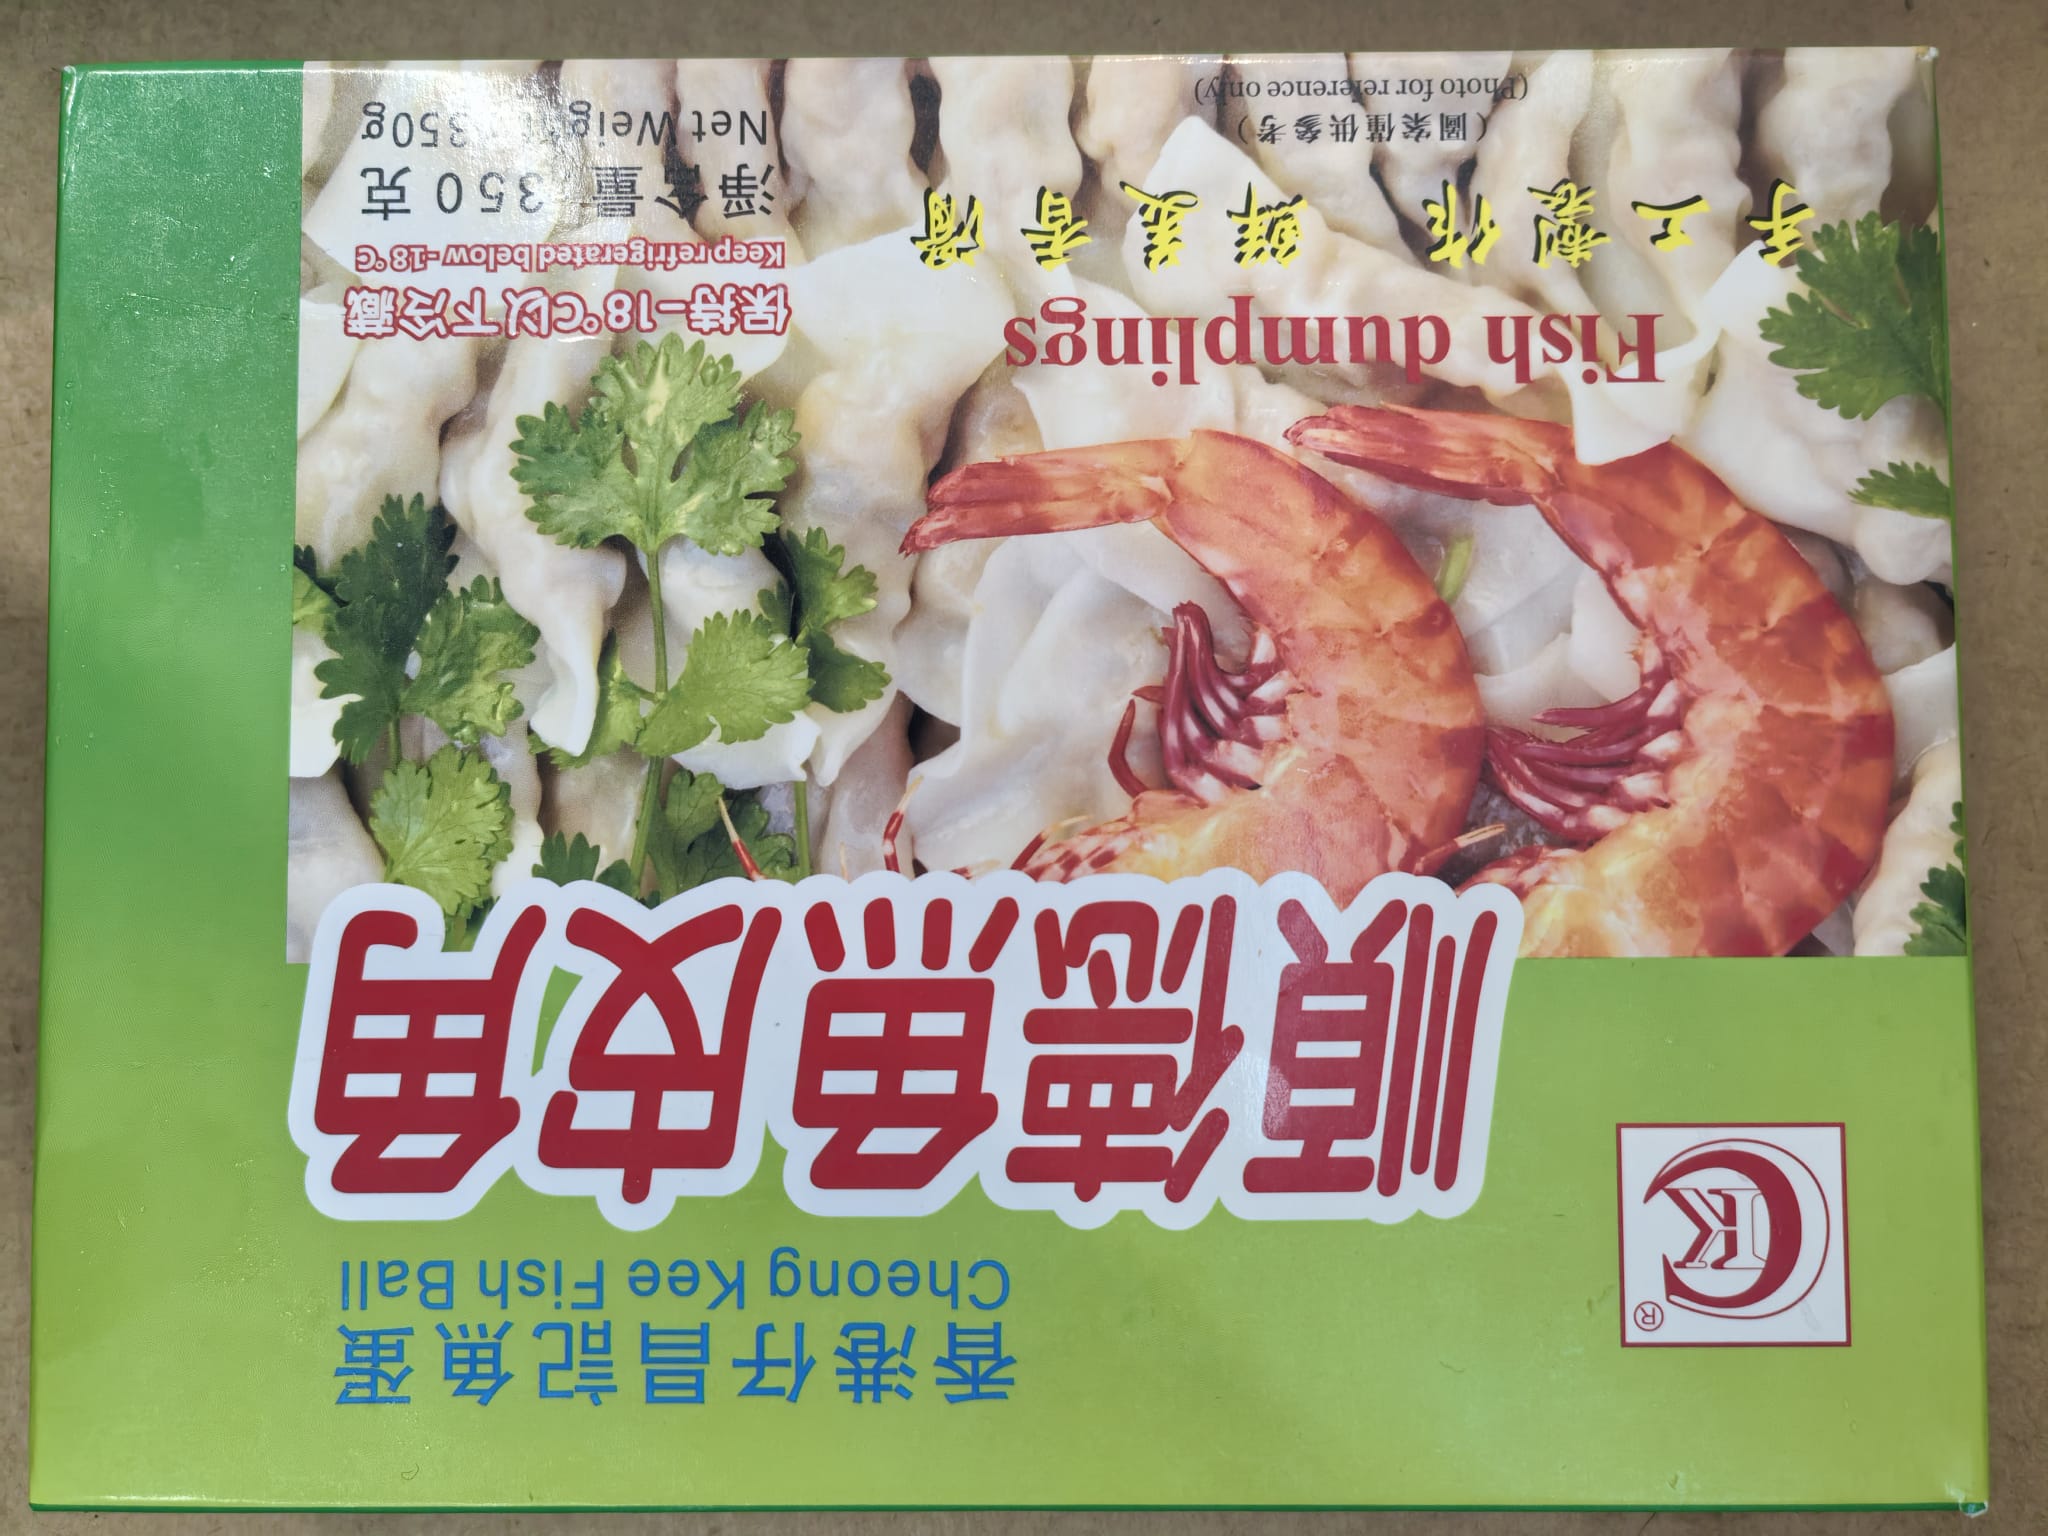 ®
CK
香港仔昌記魚蛋
Cheong Kee Fish Ball
順德魚皮角
Fish dumplings
手工製作 鮮美香滑
(圖案僅供參考)
(Photo for reference only)
保持-18℃以下冷藏
Keep refrigerated below -18℃
淨含量 350克
Net Weight 350g